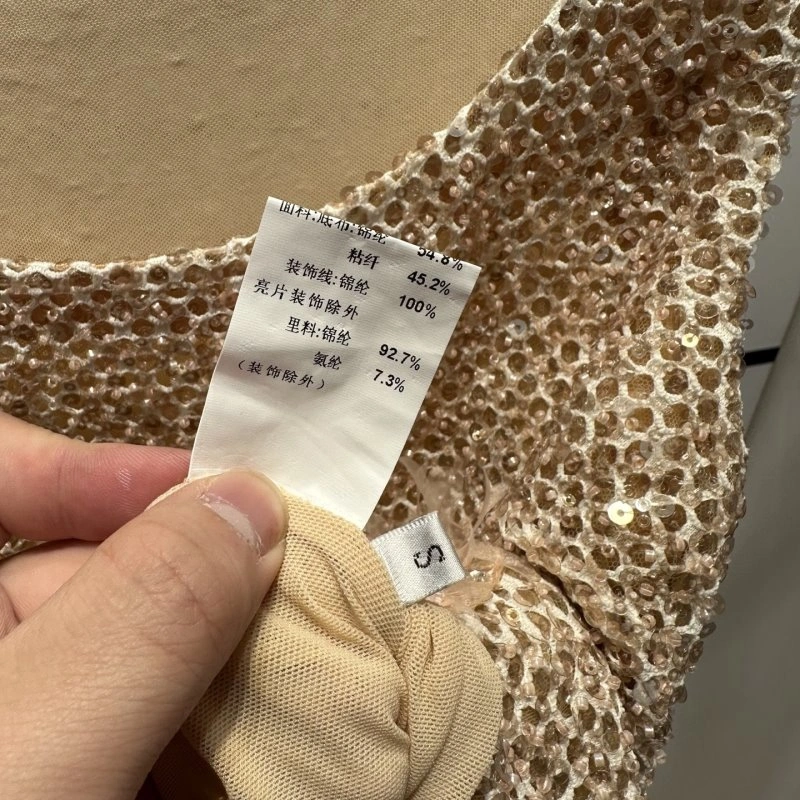 面料:底布:锦纶 54.8%
粘纤 45.2%
装饰线:锦纶 100%
亮片装饰除外
里料:锦纶 92.7%
氨纶 7.3%
（装饰除外）
S